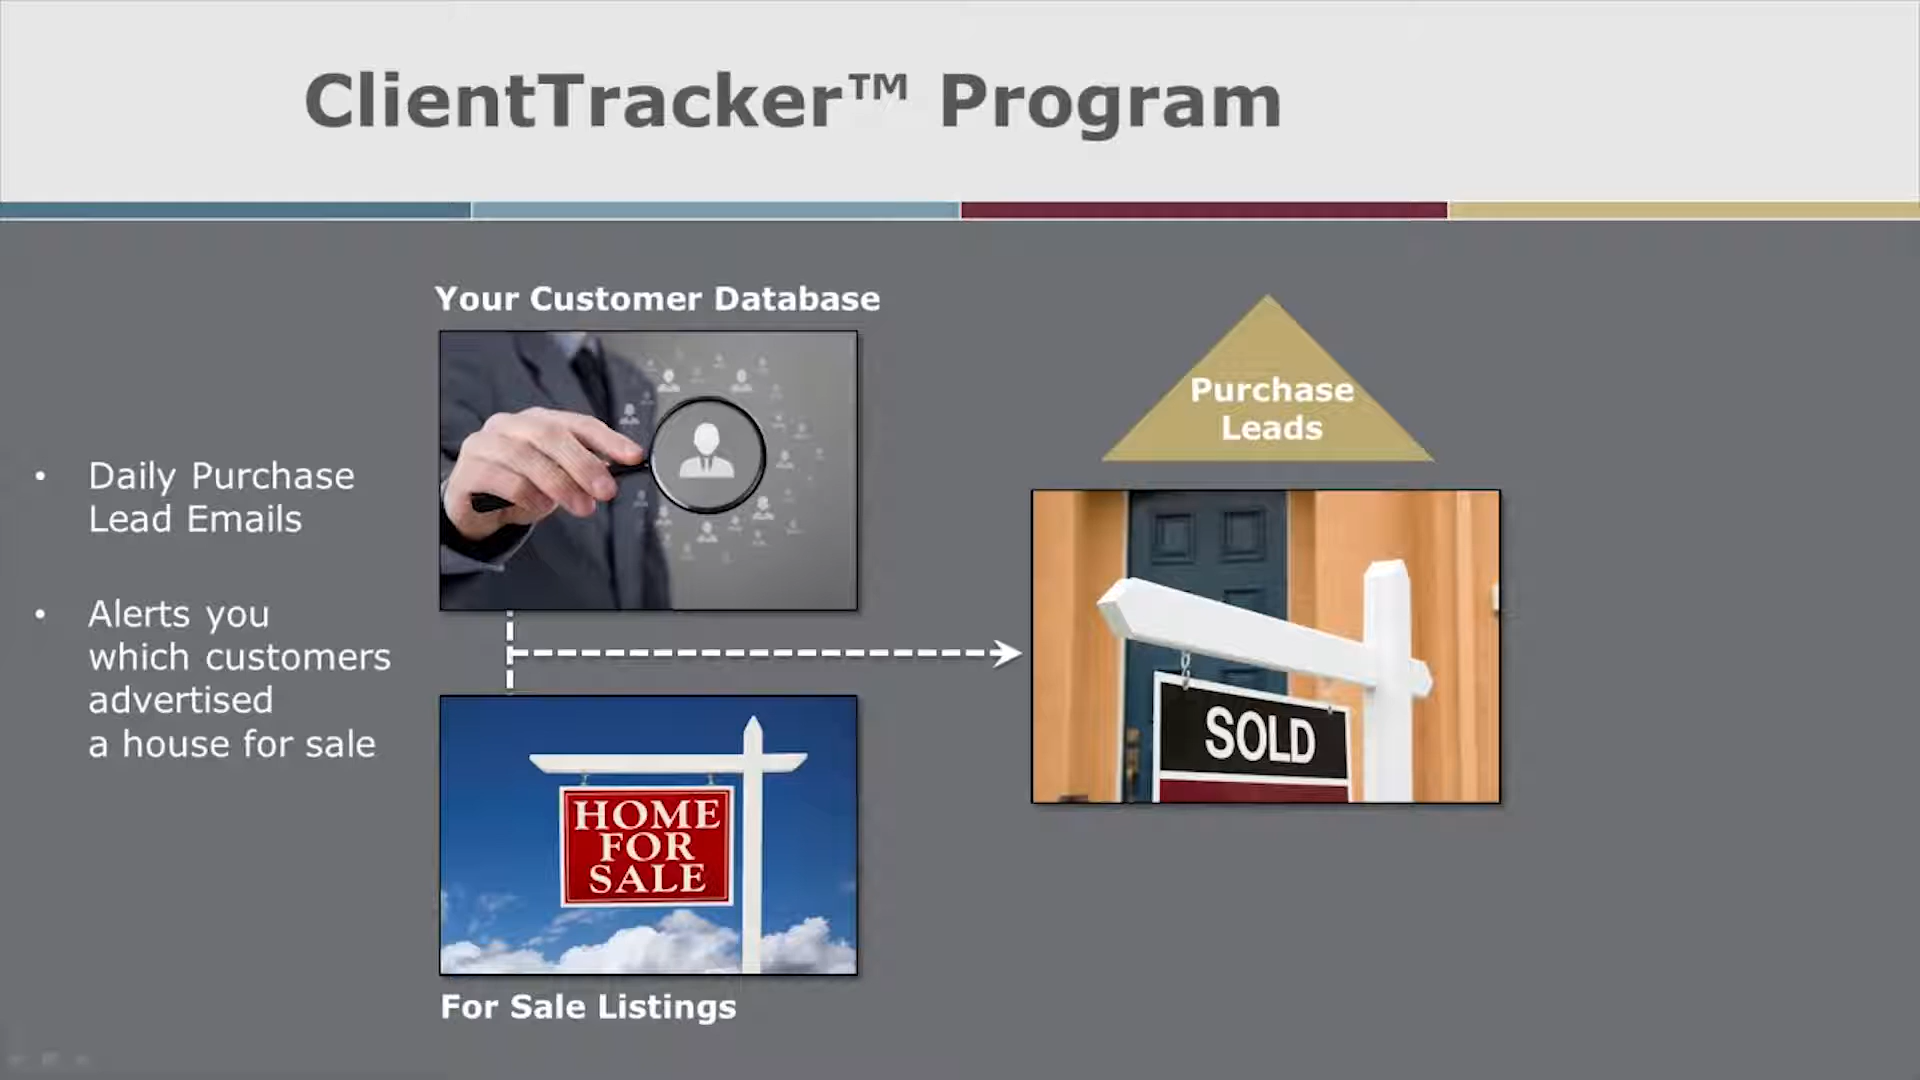 ClientTracker™ Program
Your Customer Database
Purchase
Leads
• Daily Purchase
Lead Emails
• Alerts you
which customers
advertised
a house for sale
SOLD
HOME
FOR
SALE
For Sale Listings